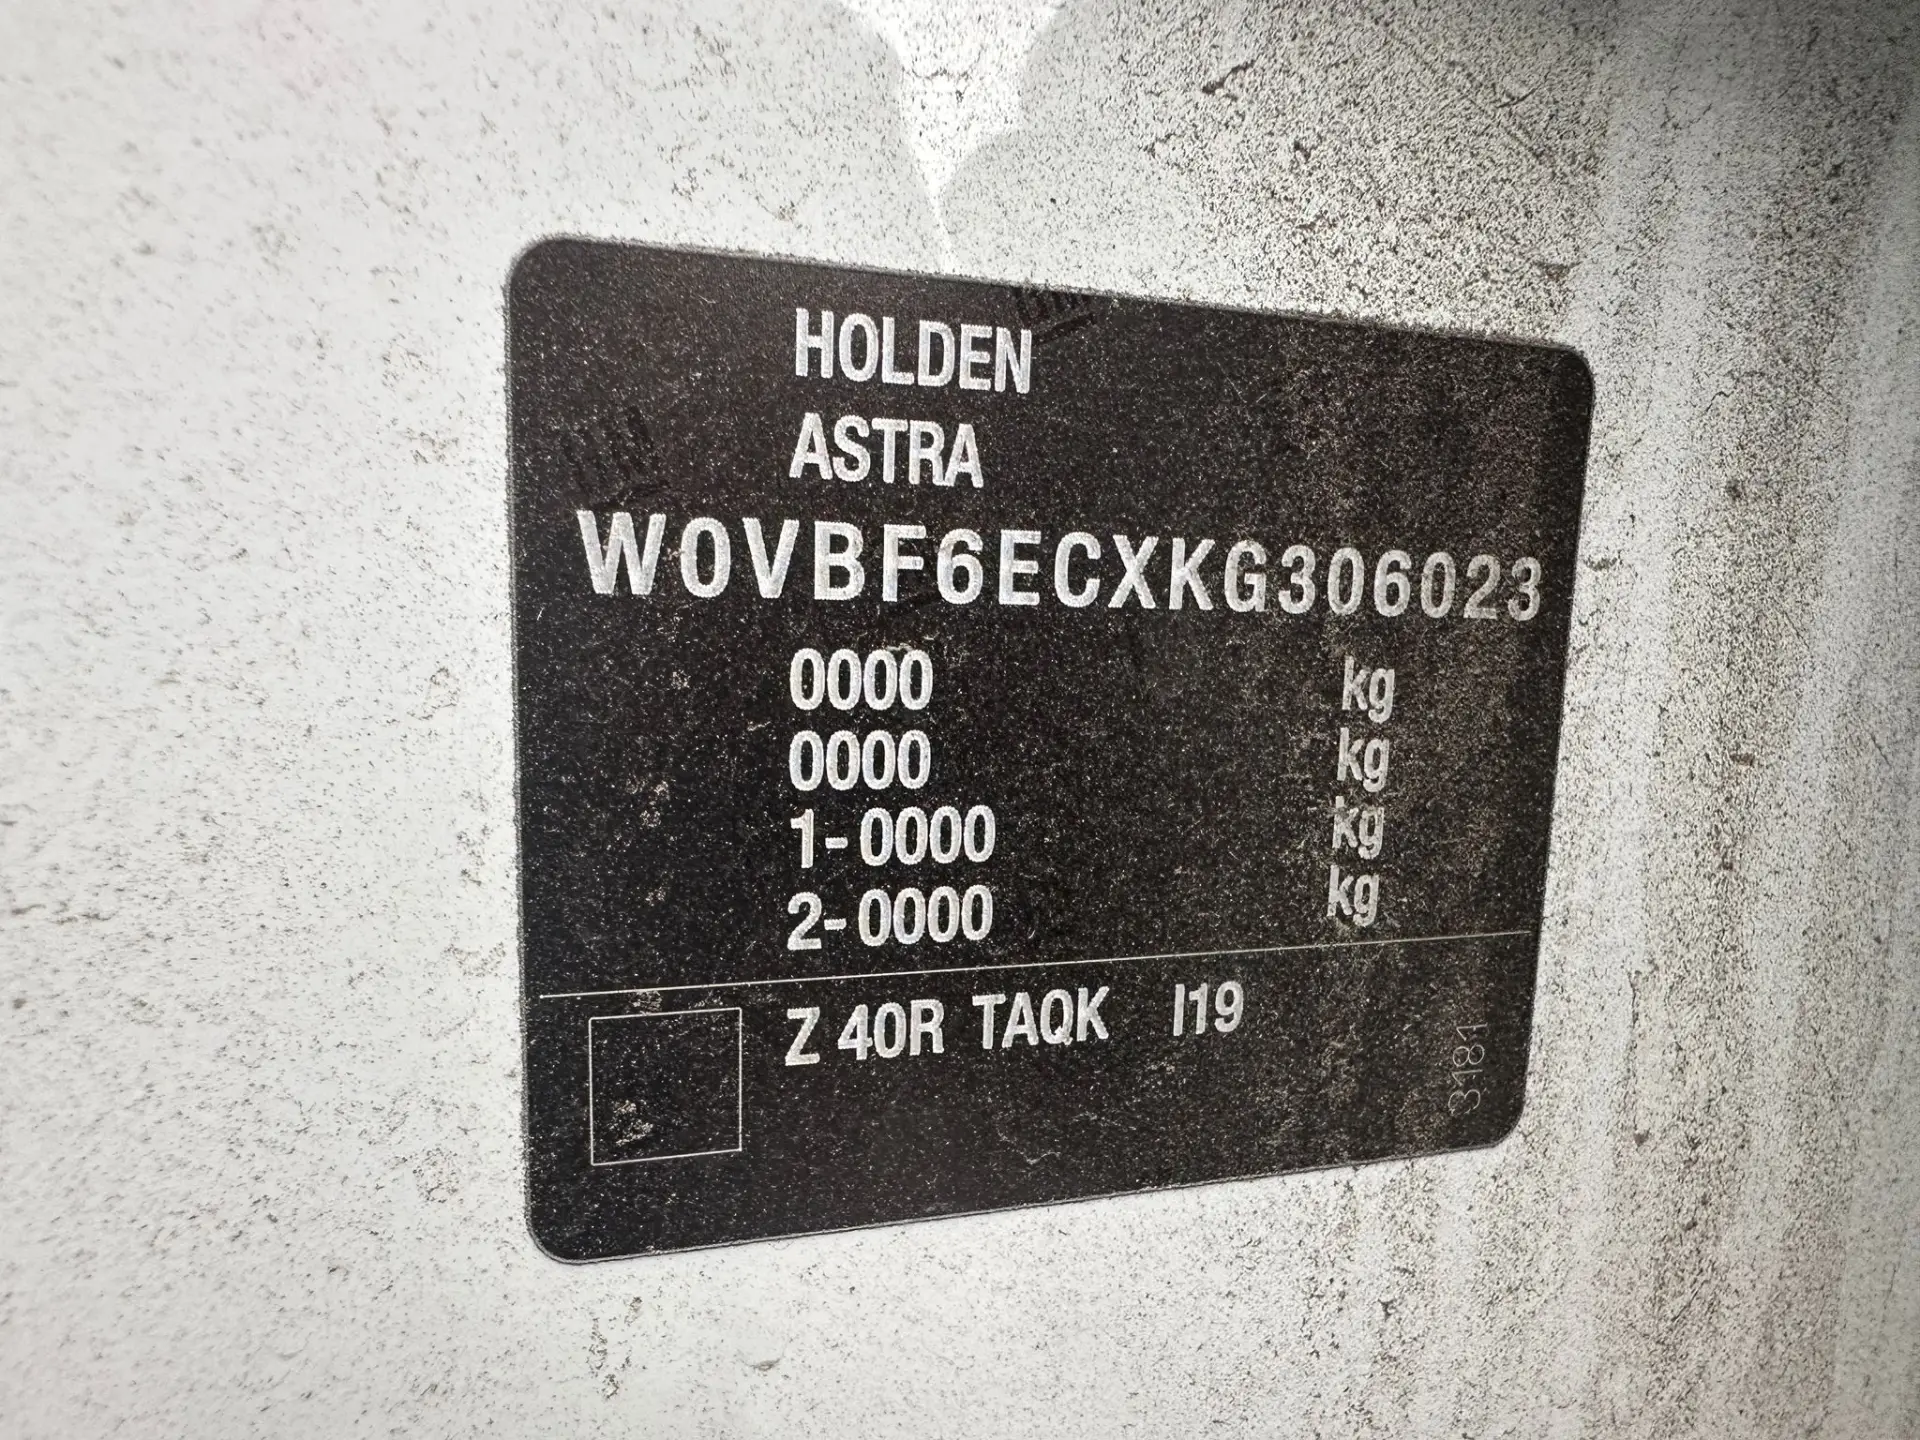 HOLDEN
ASTRA
W0VBF6ECXKG306023
0000 kg
0000 kg
1-0000 kg
2-0000 kg
Z 40R TAQK I19
3181